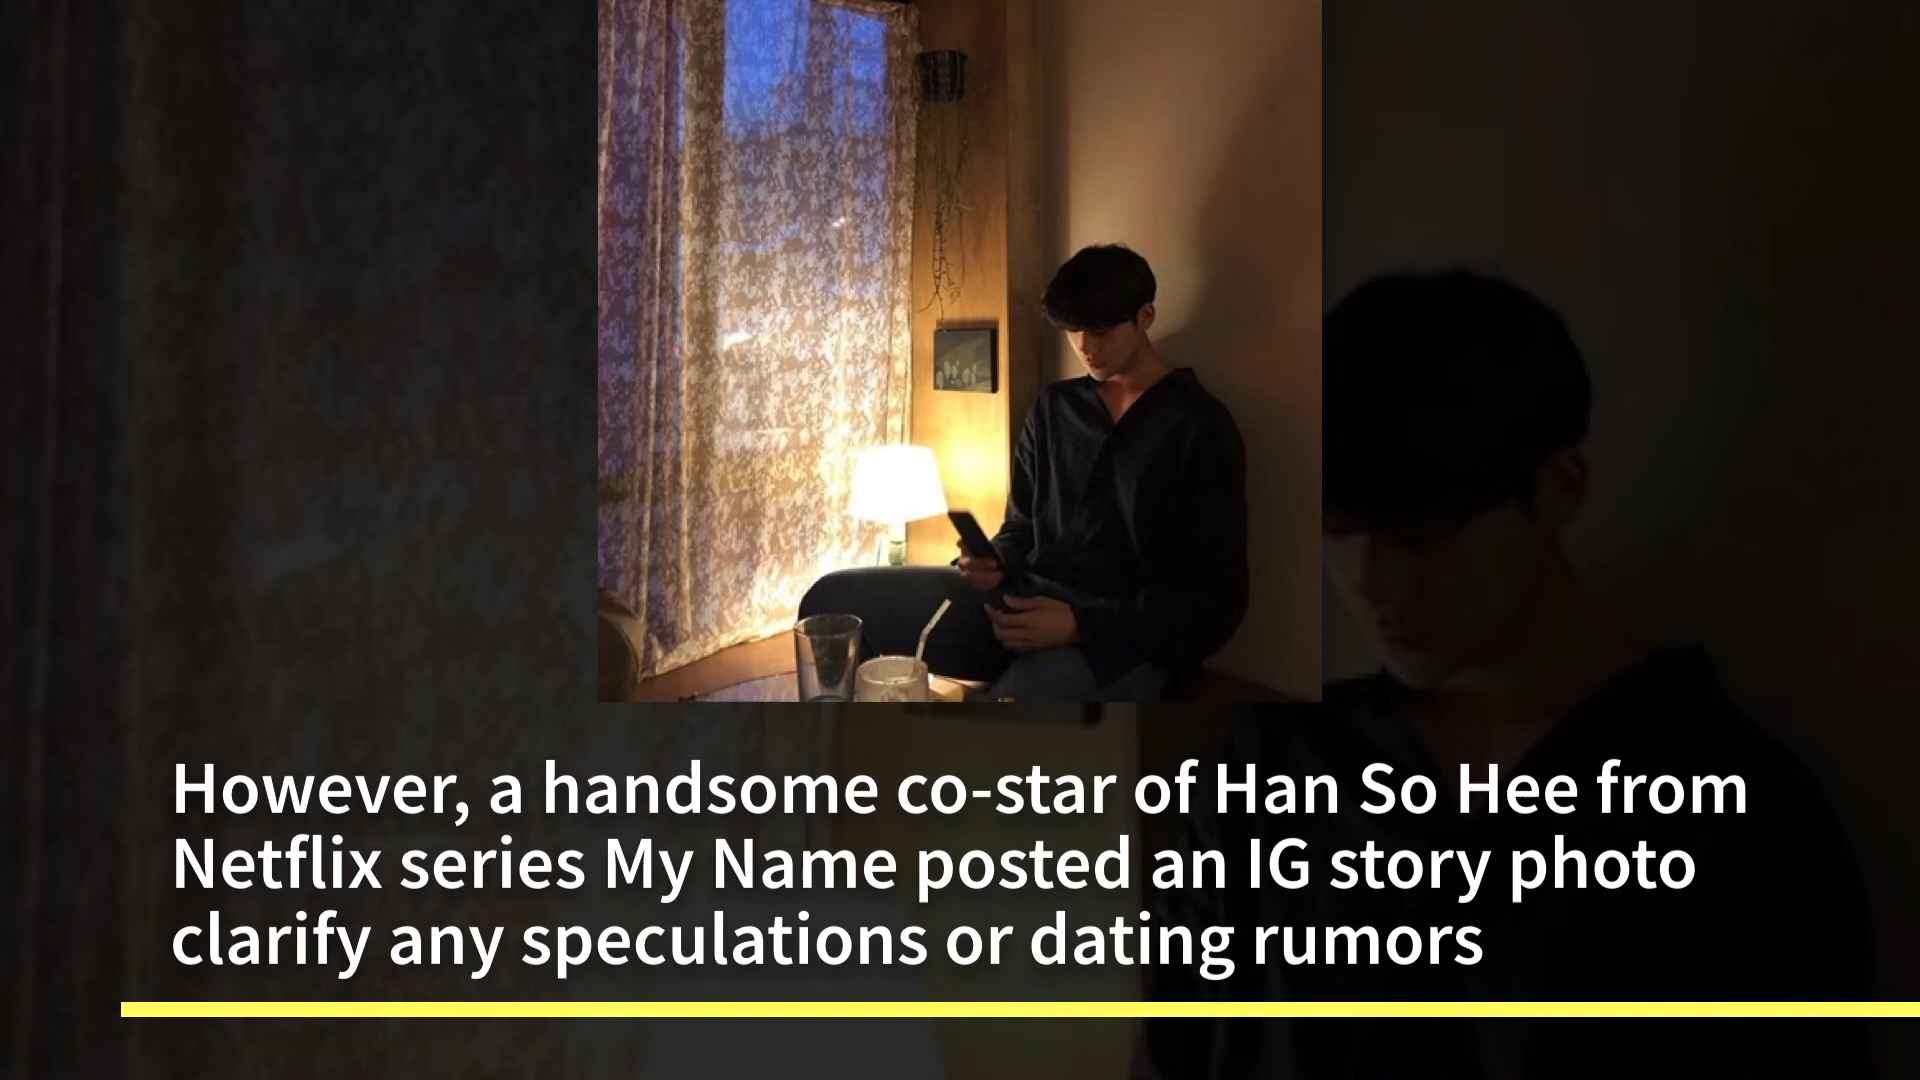 However, a handsome co-star of Han So Hee from
Netflix series My Name posted an IG story photo
clarify any speculations or dating rumors